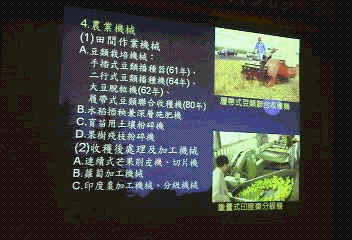 4.農業機械
(1)田間作業機械
A.豆類栽培機械：
手推式豆類播種器(61年)、
二行式豆類播種機(64年)、
大豆脫粒機(62年)、
履帶式豆類聯合收穫機(80年)
B.水稻插秧兼深層施肥機
C.育苗用土壤粉碎機
D.果樹殘枝粉碎機
(2)收穫後處理及加工機械
A.連續式芒果剝皮機、切片機
B.蘿蔔加工機械
C.印度棗加工機械、分級機械
履帶式豆類聯合收穫機
重量式印度棗分級機